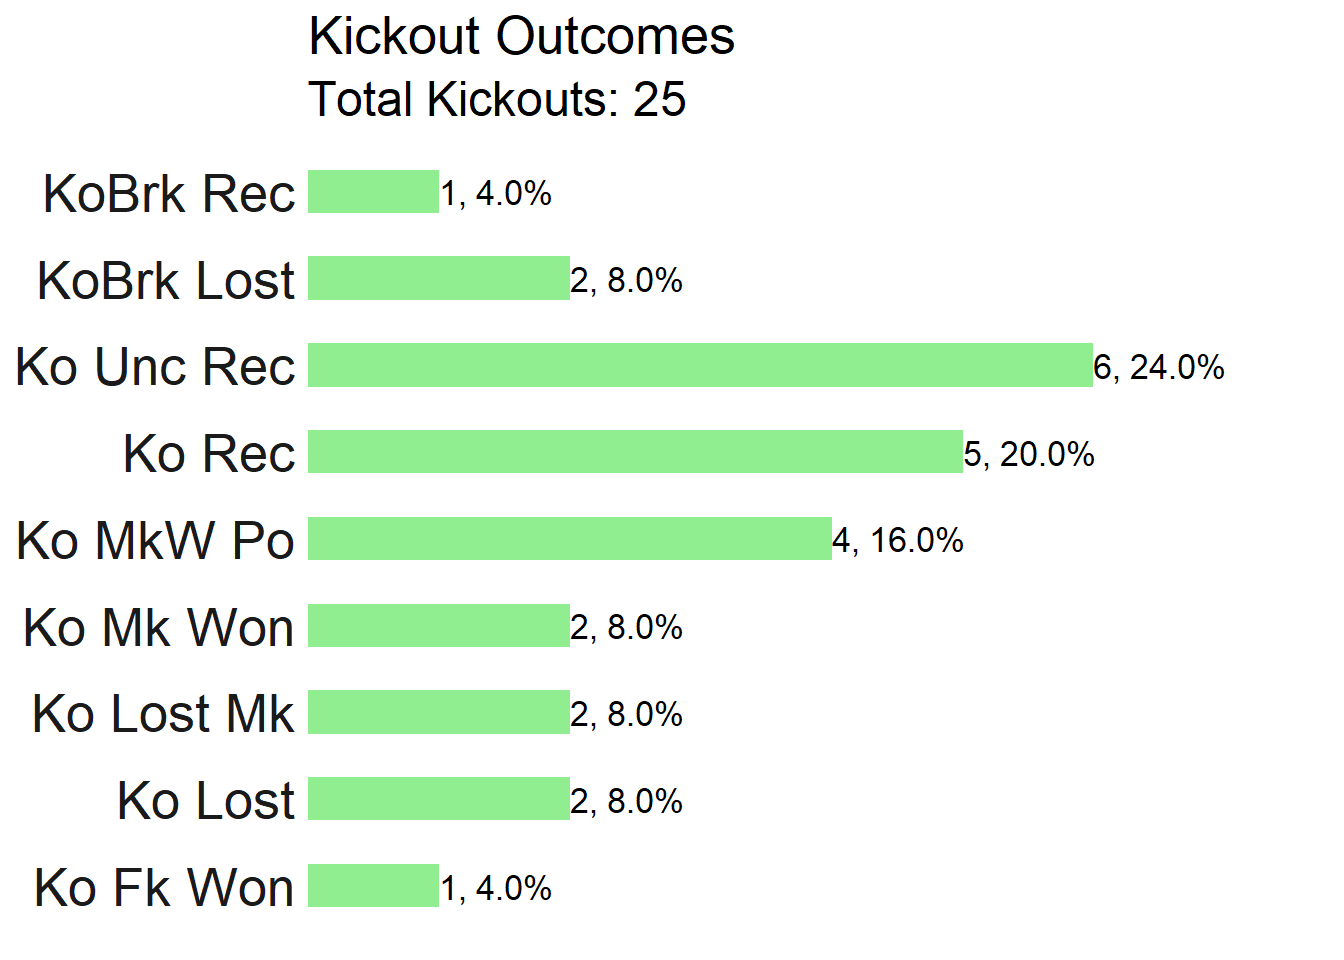 Kickout Outcomes
Total Kickouts: 25
KoBrk Rec 1, 4.0%
KoBrk Lost 2, 8.0%
Ko Unc Rec 6, 24.0%
Ko Rec 5, 20.0%
Ko MkW Po 4, 16.0%
Ko Mk Won 2, 8.0%
Ko Lost Mk 2, 8.0%
Ko Lost 2, 8.0%
Ko Fk Won 1, 4.0%